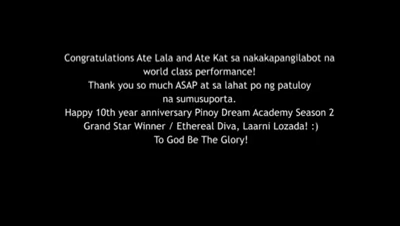 Congratulations Ate Lala and Ate Kat sa nakakapangilabot na
world class performance!
Thank you so much ASAP at sa lahat po ng patuloy
na sumusuporta.
Happy 10th year anniversary Pinoy Dream Academy Season 2
Grand Star Winner / Ethereal Diva, Laarni Lozada! :)
To God Be The Glory!